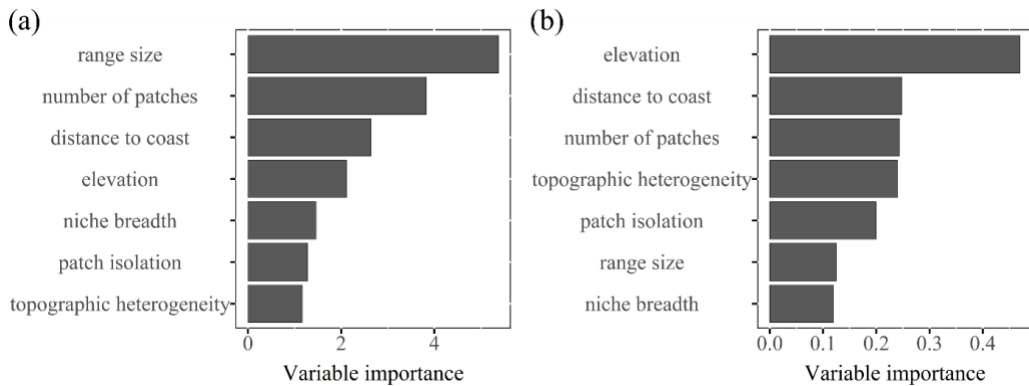 (a)
range size
number of patches
distance to coast
elevation
niche breadth
patch isolation
topographic heterogeneity
0 2 4
Variable importance
(b)
elevation
distance to coast
number of patches
topographic heterogeneity
patch isolation
range size
niche breadth
0.0 0.1 0.2 0.3 0.4
Variable importance